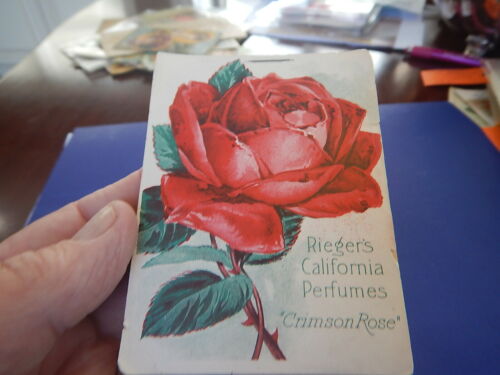 Rieger's
California
Perfumes
"Crimson Rose"